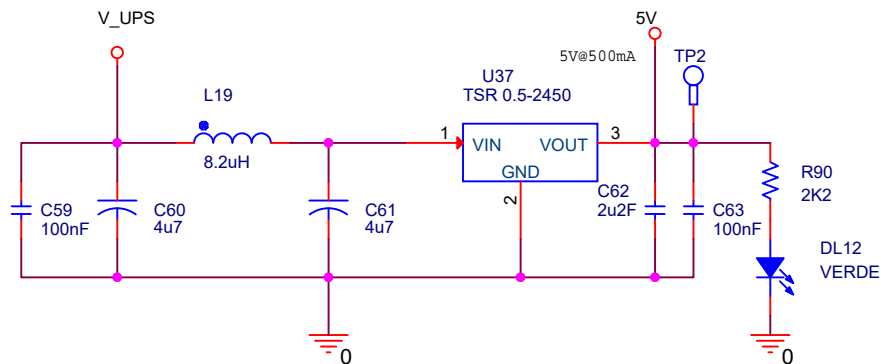 V_UPS
5V
5V@500mA
TP2
U37
TSR 0.5-2450
L19
8.2uH
1
VIN
VOUT
3
GND
2
C59
100nF
C60
4u7
C61
4u7
C62
2u2F
C63
100nF
R90
2K2
DL12
VERDE
0
0